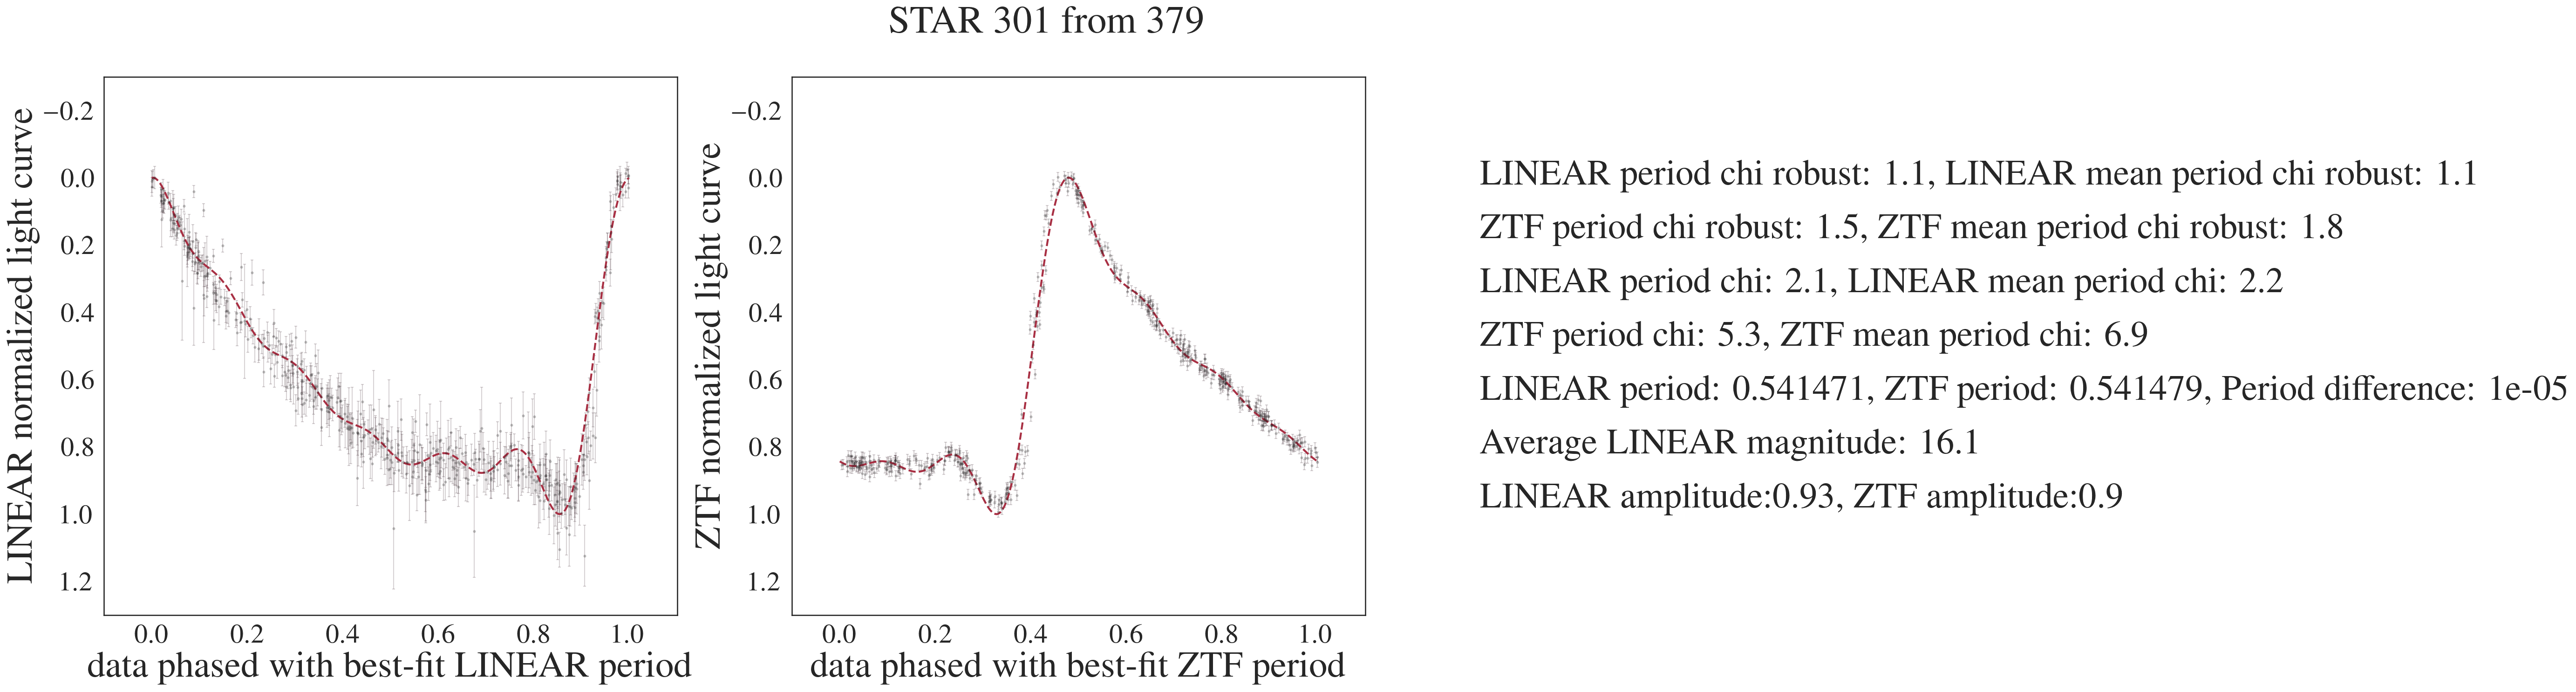 STAR 301 from 379
LINEAR normalized light curve
−0.2
0.0
0.2
0.4
0.6
0.8
1.0
1.2
0.0 0.2 0.4 0.6 0.8 1.0
data phased with best-fit LINEAR period
ZTF normalized light curve
−0.2
0.0
0.2
0.4
0.6
0.8
1.0
1.2
0.0 0.2 0.4 0.6 0.8 1.0
data phased with best-fit ZTF period
LINEAR period chi robust: 1.1, LINEAR mean period chi robust: 1.1
ZTF period chi robust: 1.5, ZTF mean period chi robust: 1.8
LINEAR period chi: 2.1, LINEAR mean period chi: 2.2
ZTF period chi: 5.3, ZTF mean period chi: 6.9
LINEAR period: 0.541471, ZTF period: 0.541479, Period difference: 1e-05
Average LINEAR magnitude: 16.1
LINEAR amplitude:0.93, ZTF amplitude:0.9